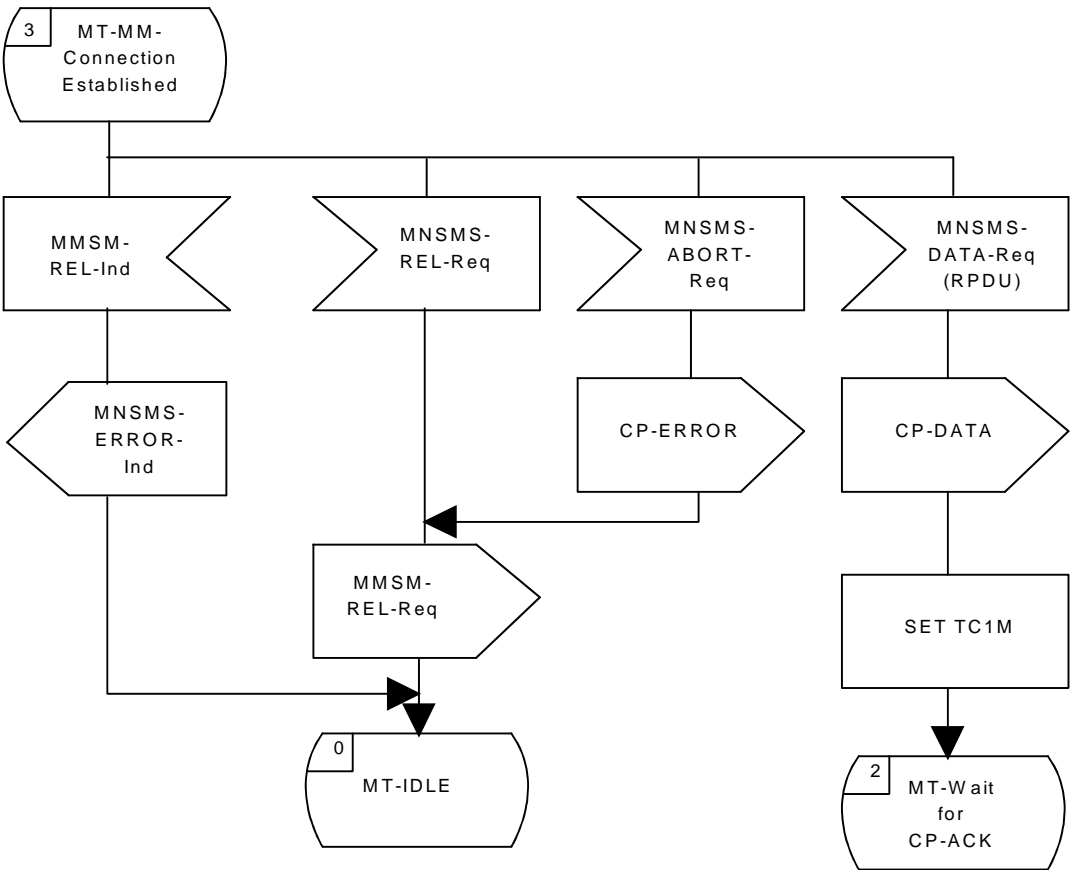 3
MT-MM-
Connection
Established
MMSM-
REL-Ind
MNSMS-
REL-Req
MNSMS-
ABORT-
Req
MNSMS-
DATA-Req
(RPDU)
MNSMS-
ERROR-
Ind
CP-ERROR
CP-DATA
MMSM-
REL-Req
SET TC1M
0
MT-IDLE
2
MT-Wait
for
CP-ACK